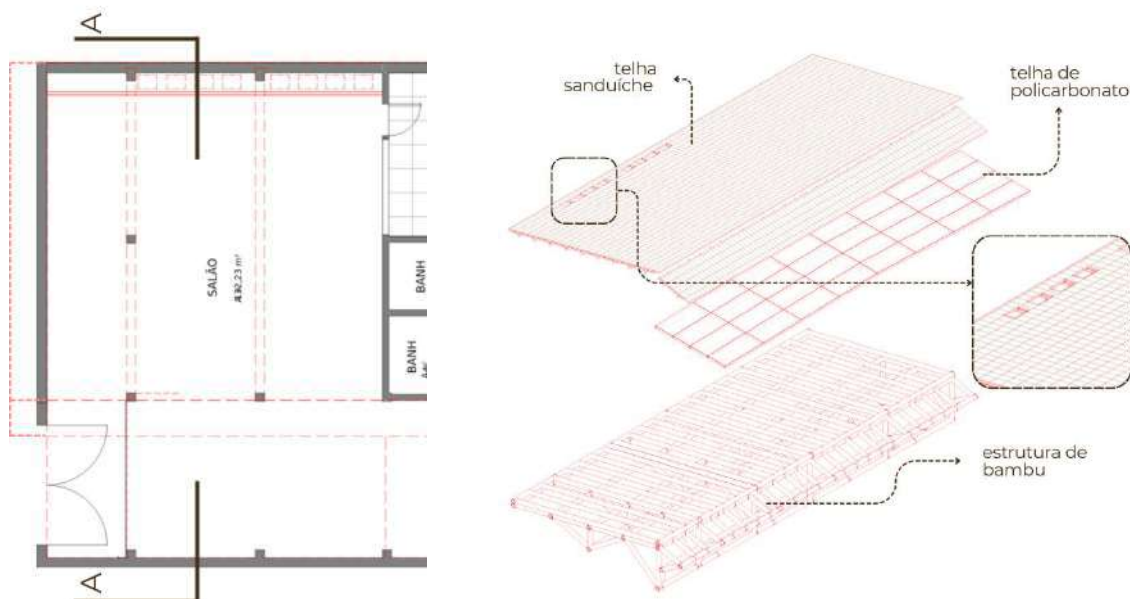 A
SALÃO
BANH
BANH
A
telha
sanduíche
telha de
policarbonato
estrutura de
bambu